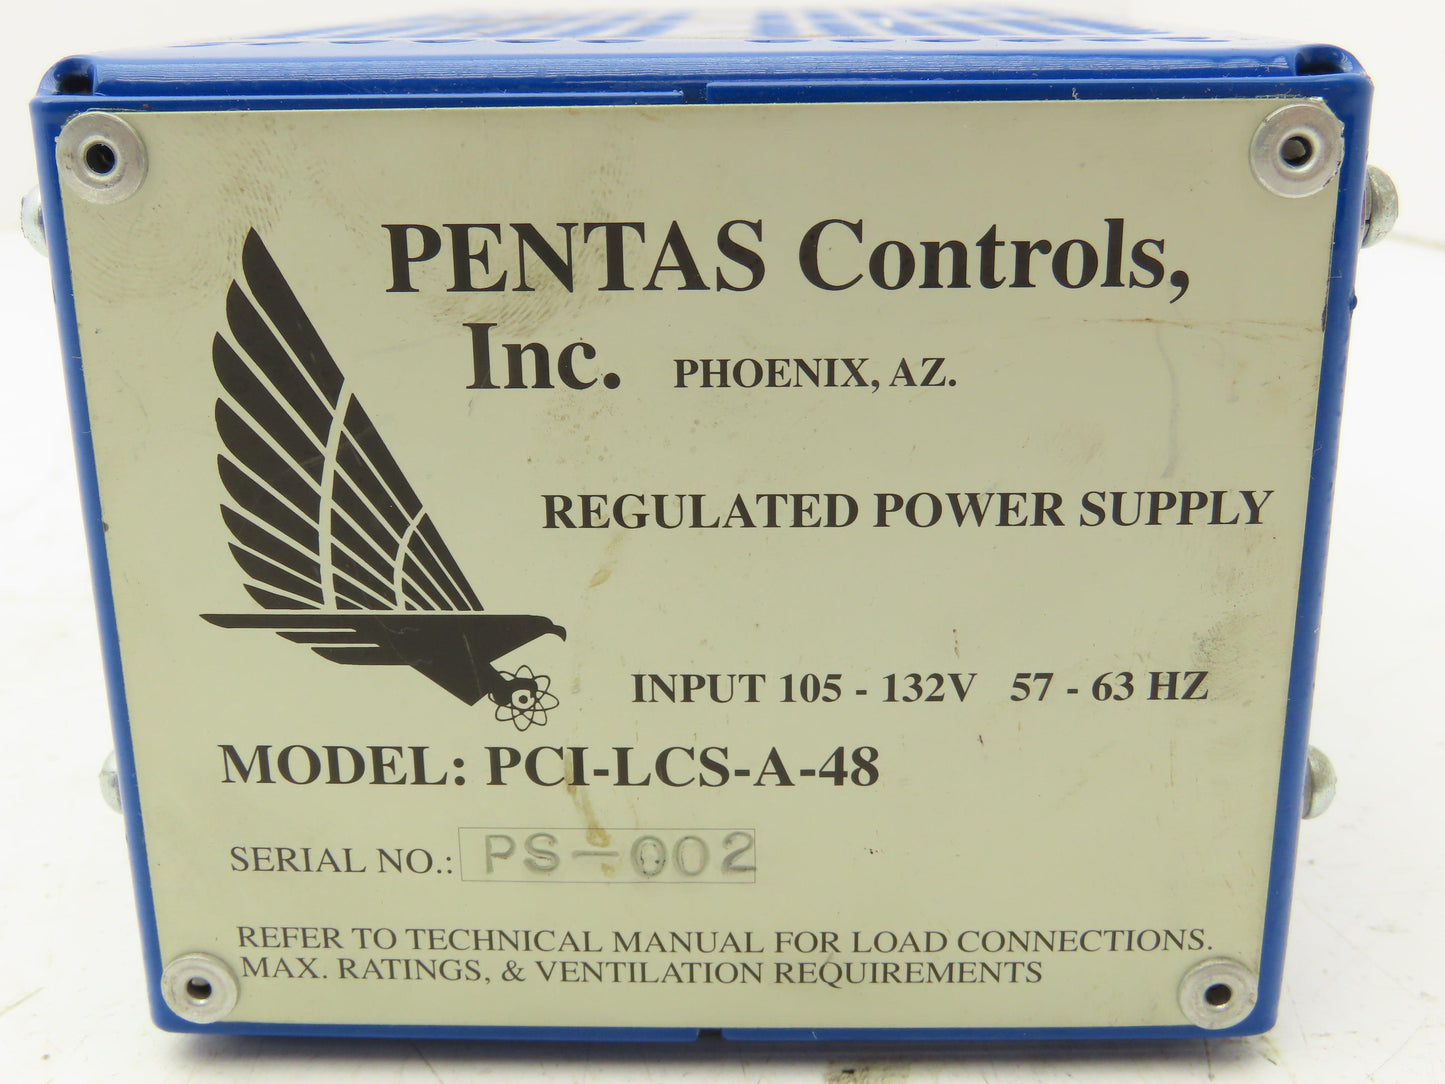 PENTAS Controls,
Inc. PHOENIX, AZ.
REGULATED POWER SUPPLY
INPUT 105 - 132V 57 - 63 HZ
MODEL: PCI-LCS-A-48
SERIAL NO.: PS-002
REFER TO TECHNICAL MANUAL FOR LOAD CONNECTIONS.
MAX. RATINGS, & VENTILATION REQUIREMENTS